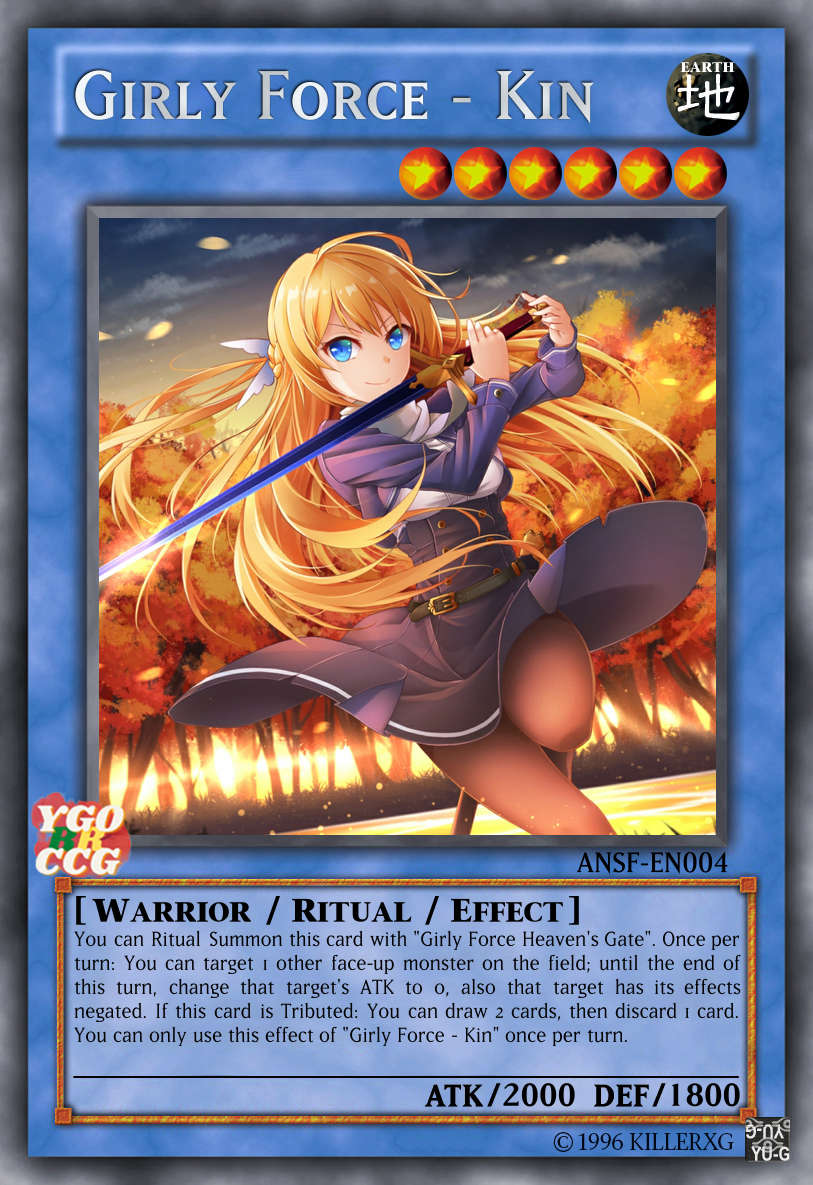 Girly Force - Kin
EARTH
地
YGO
RR
CCG
ANSF-EN004
[ Warrior / Ritual / Effect ]
You can Ritual Summon this card with "Girly Force Heaven's Gate". Once per
turn: You can target 1 other face-up monster on the field; until the end of
this turn, change that target's ATK to 0, also that target has its effects
negated. If this card is Tributed: You can draw 2 cards, then discard 1 card.
You can only use this effect of "Girly Force - Kin" once per turn.
ATK/2000 DEF/1800
© 1996 KILLERXG
YU-G
YU-G